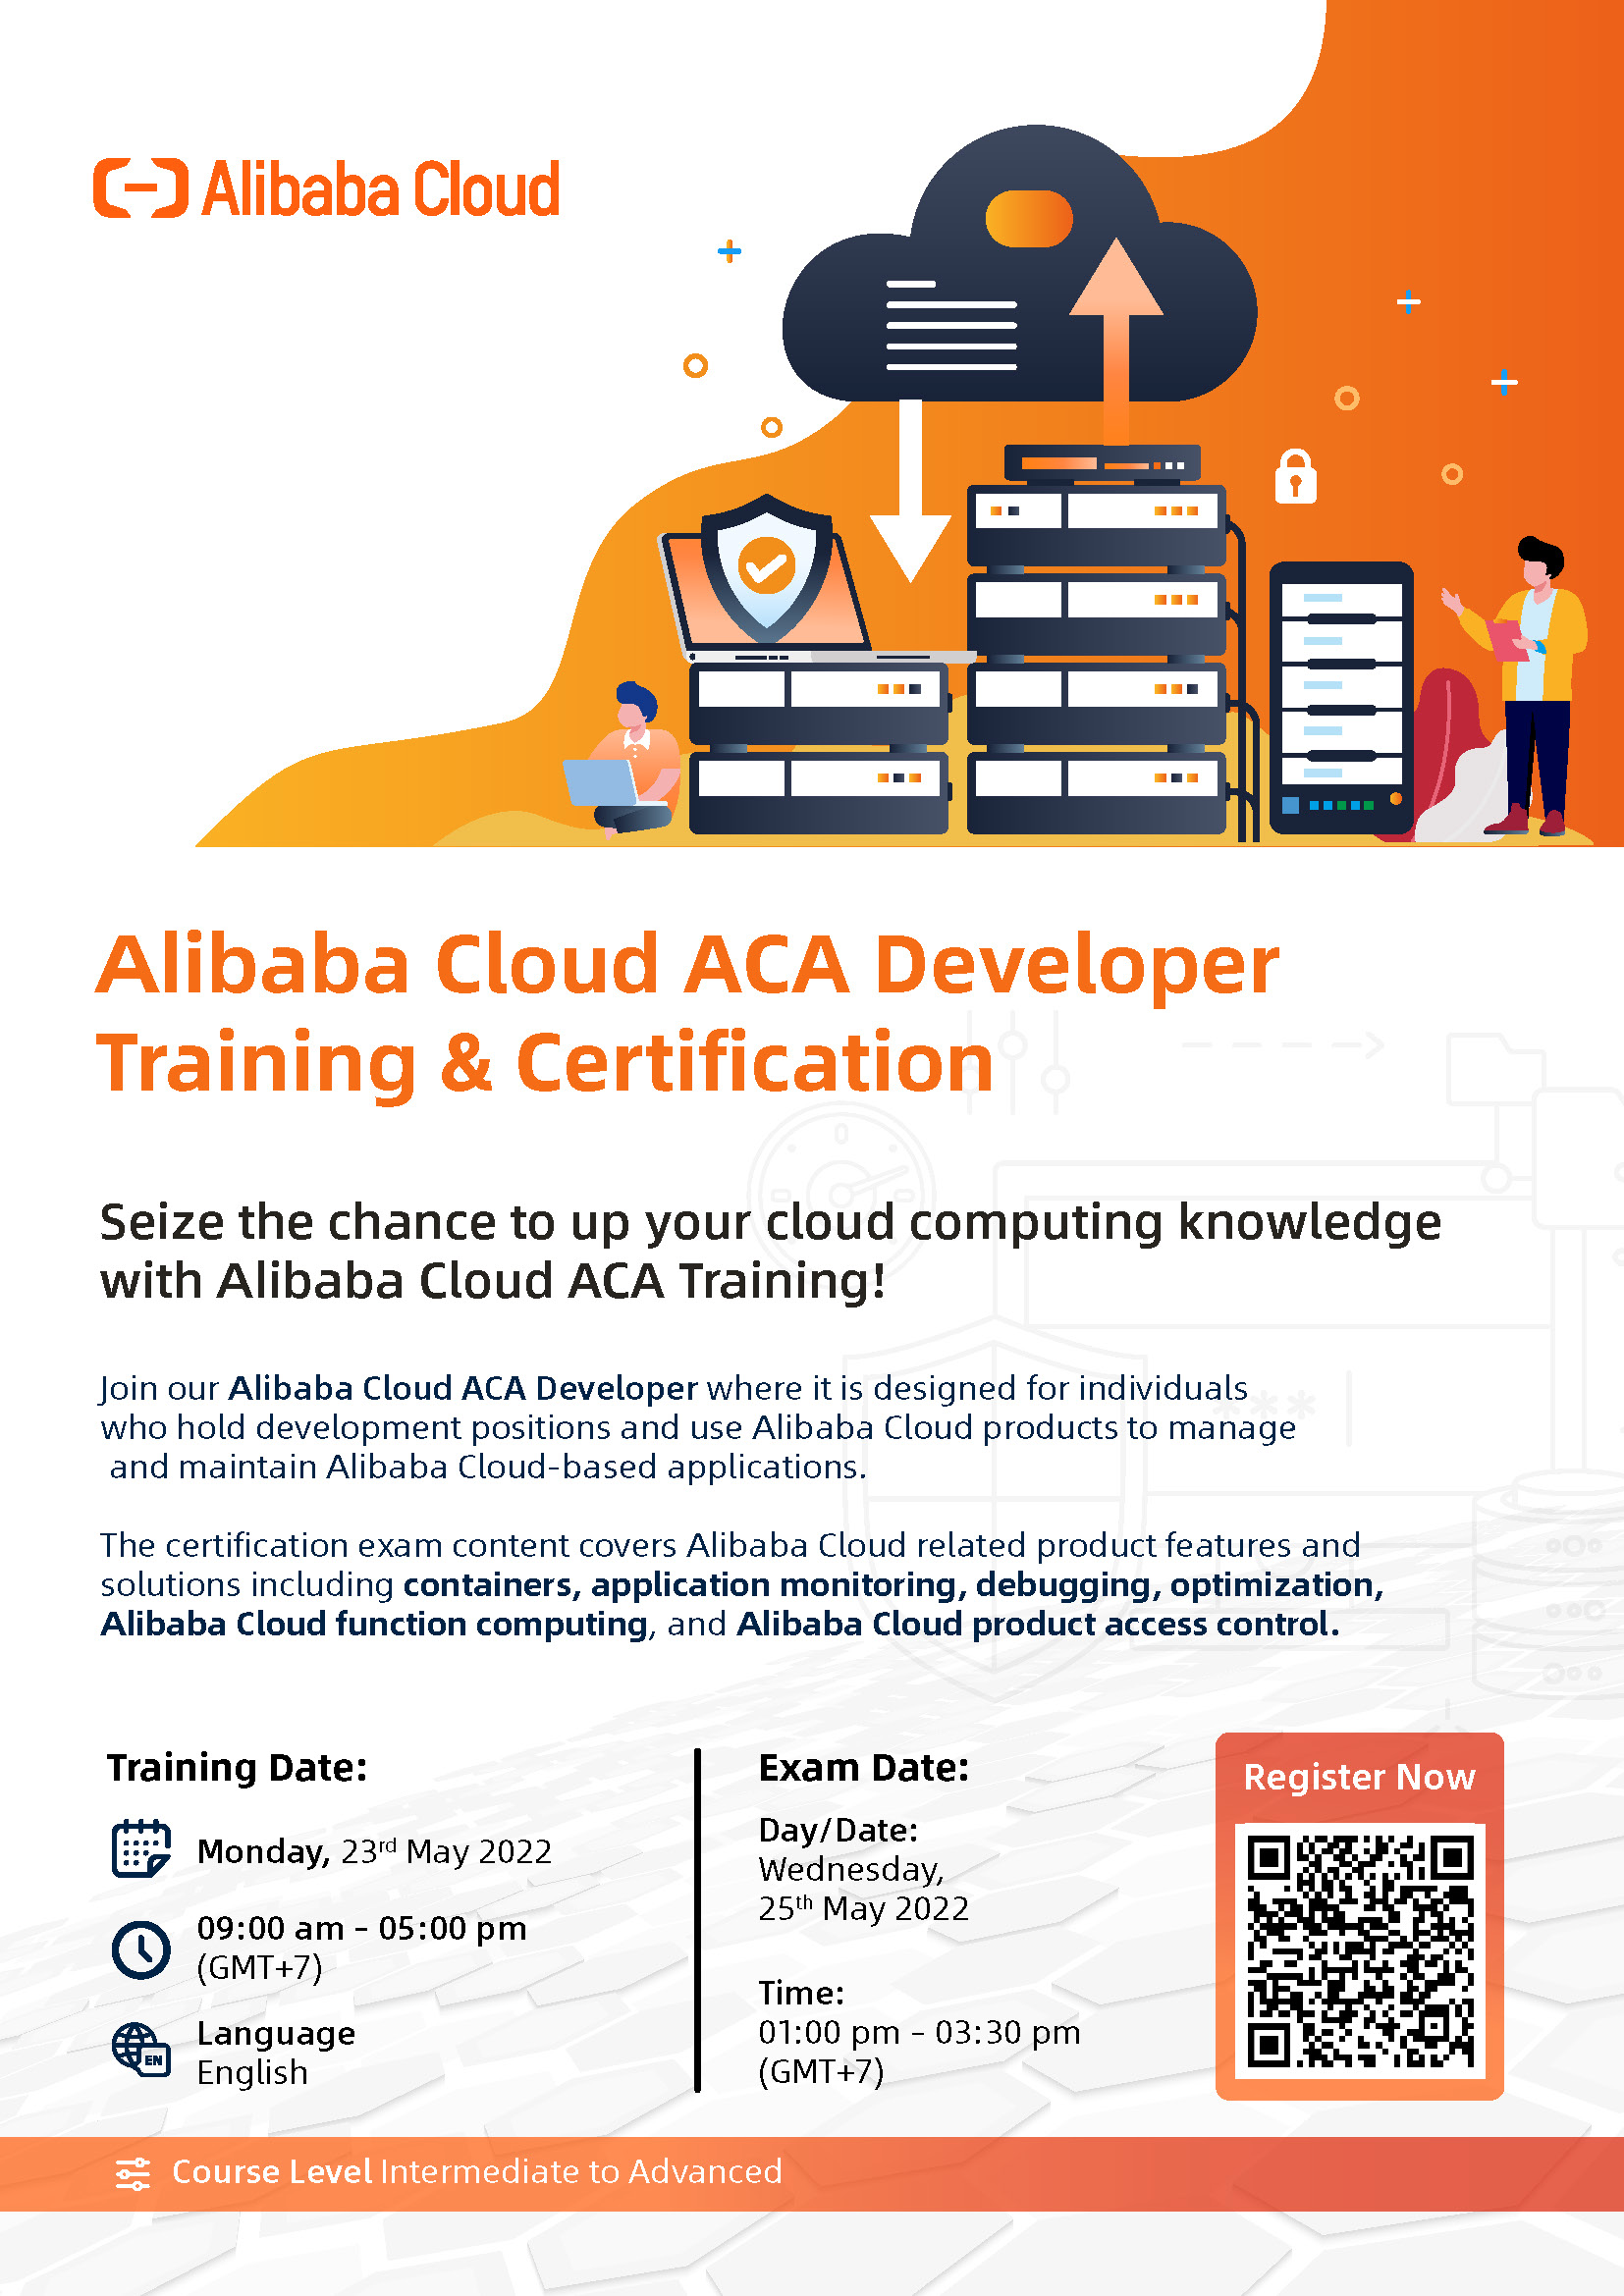 Alibaba Cloud
Alibaba Cloud ACA Developer
Training & Certification
Seize the chance to up your cloud computing knowledge
with Alibaba Cloud ACA Training!
Join our Alibaba Cloud ACA Developer where it is designed for individuals
who hold development positions and use Alibaba Cloud products to manage
and maintain Alibaba Cloud-based applications.
The certification exam content covers Alibaba Cloud related product features and
solutions including containers, application monitoring, debugging, optimization,
Alibaba Cloud function computing, and Alibaba Cloud product access control.
Training Date:
Monday, 23rd May 2022
09:00 am - 05:00 pm
(GMT+7)
EN
Language
English
Exam Date:
Day/Date:
Wednesday,
25th May 2022
Time:
01:00 pm - 03:30 pm
(GMT+7)
Register Now
Course Level Intermediate to Advanced